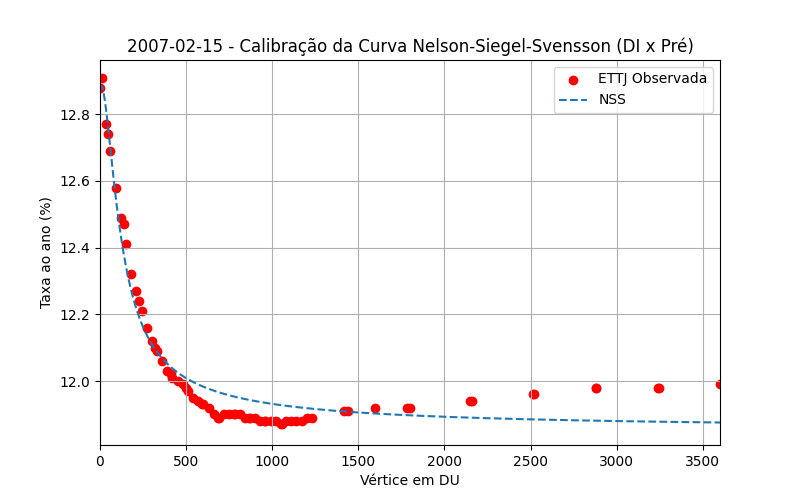 2007-02-15 - Calibração da Curva Nelson-Siegel-Svensson (DI x Pré)
ETTJ Observada
NSS
Taxa ao ano (%)
12.8
12.6
12.4
12.2
12.0
0 500 1000 1500 2000 2500 3000 3500
Vértice em DU